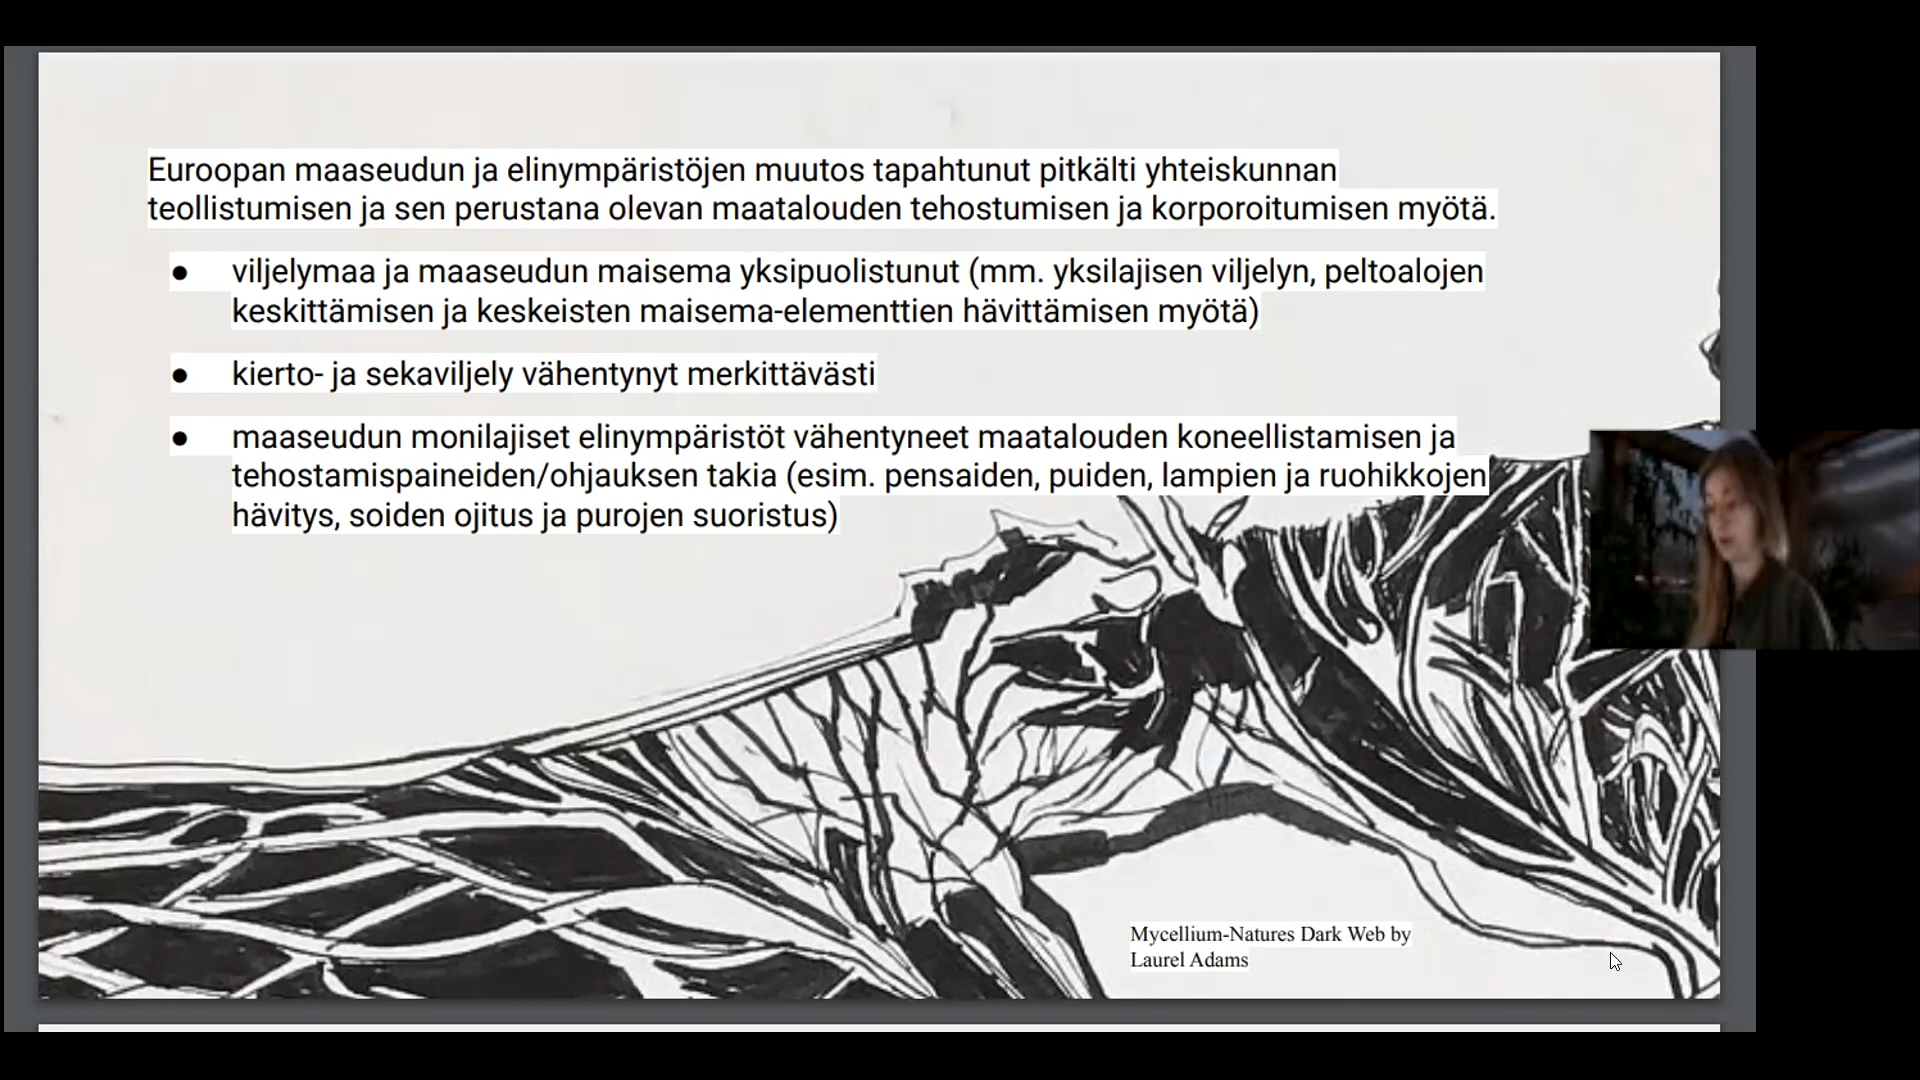 Euroopan maaseudun ja elinympäristöjen muutos tapahtunut pitkälti yhteiskunnan
teollistumisen ja sen perustana olevan maatalouden tehostumisen ja korporoitumisen myötä.
● viljelymaa ja maaseudun maisema yksipuolistunut (mm. yksilajisen viljelyn, peltoalojen
keskittämisen ja keskeisten maisema-elementtien hävittämisen myötä)
● kierto- ja sekaviljely vähentynyt merkittävästi
● maaseudun monilajiset elinympäristöt vähentyneet maatalouden koneellistamisen ja
tehostamispaineiden/ohjauksen takia (esim. pensaiden, puiden, lampien ja ruohikkojen
hävitys, soiden ojitus ja purojen suoristus)
Mycellium-Natures Dark Web by
Laurel Adams